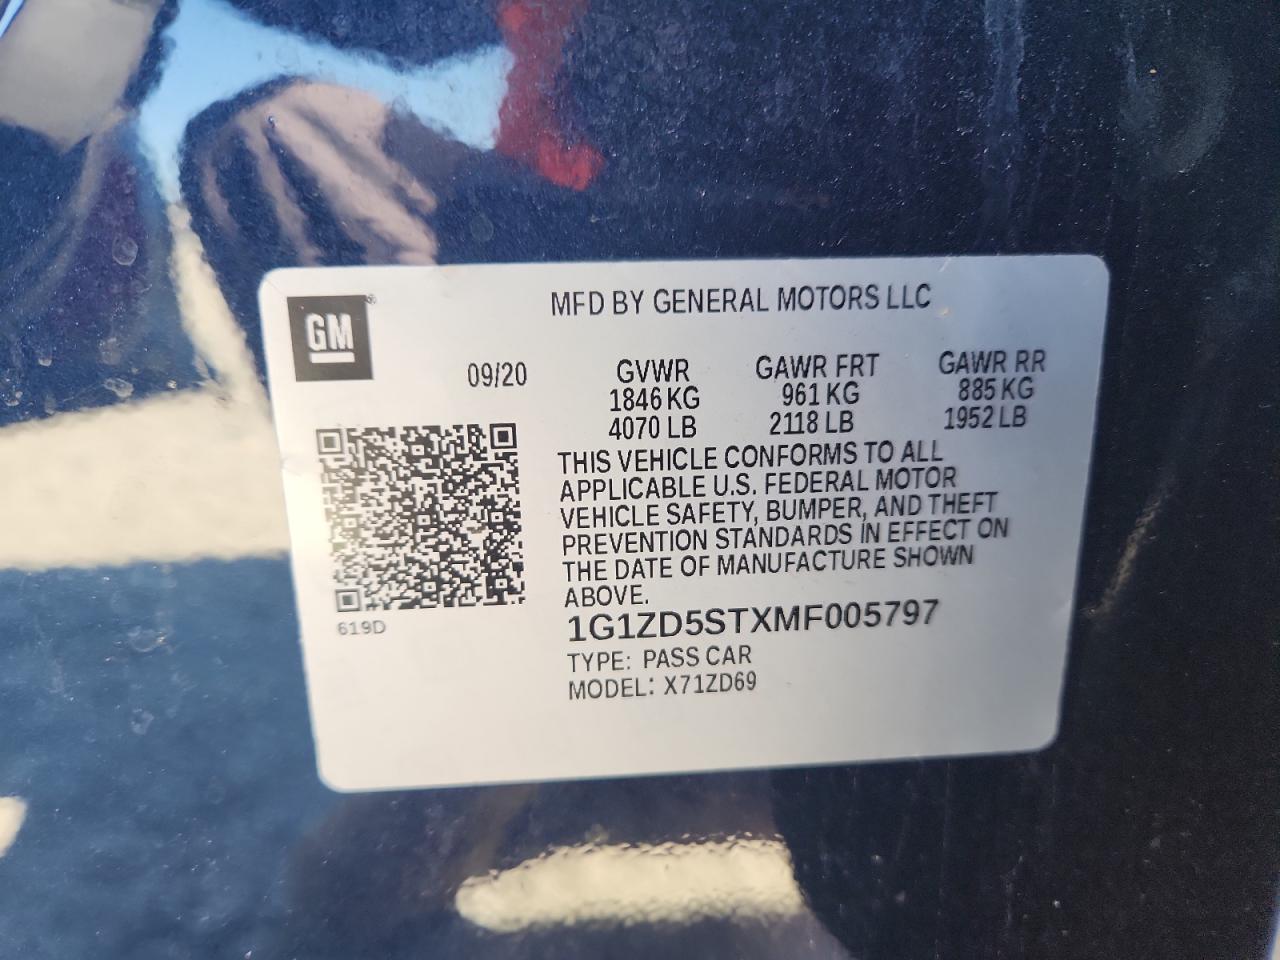 GM®
MFD BY GENERAL MOTORS LLC
09/20
GVWR GAWR FRT GAWR RR
1846 KG 961 KG 885 KG
4070 LB 2118 LB 1952 LB
THIS VEHICLE CONFORMS TO ALL
APPLICABLE U.S. FEDERAL MOTOR
VEHICLE SAFETY, BUMPER, AND THEFT
PREVENTION STANDARDS IN EFFECT ON
THE DATE OF MANUFACTURE SHOWN
ABOVE.
619D
1G1ZD5STXMF005797
TYPE: PASS CAR
MODEL: X71ZD69